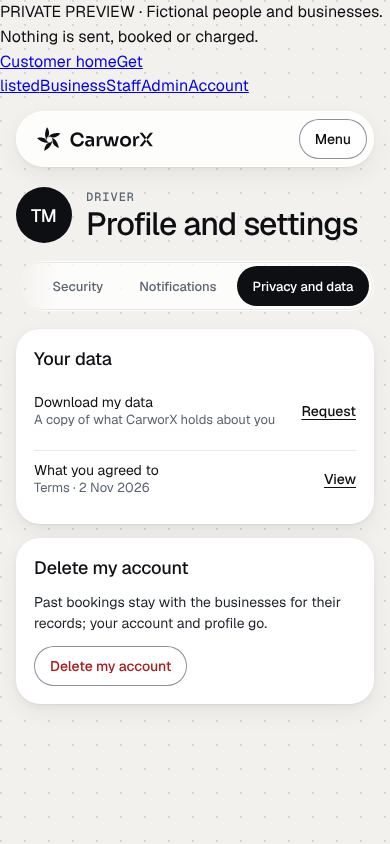 PRIVATE PREVIEW · Fictional people and businesses.
Nothing is sent, booked or charged.
Customer homeGet
listedBusinessStaffAdminAccount
CarworX
Menu
TM
DRIVER
Profile and settings
Security
Notifications
Privacy and data
Your data
Download my data
A copy of what CarworX holds about you
Request
What you agreed to
Terms · 2 Nov 2026
View
Delete my account
Past bookings stay with the businesses for their
records; your account and profile go.
Delete my account